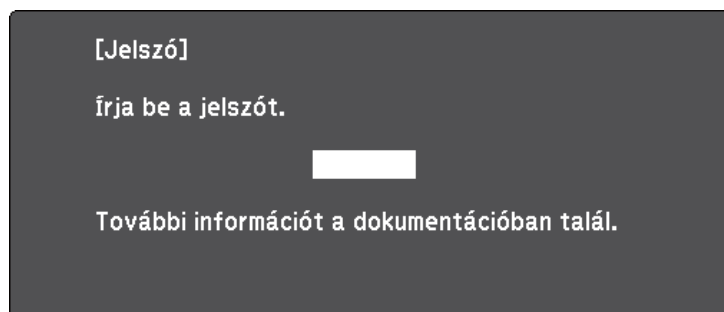 [Jelszó]
Írja be a jelszót.
További információt a dokumentációban talál.